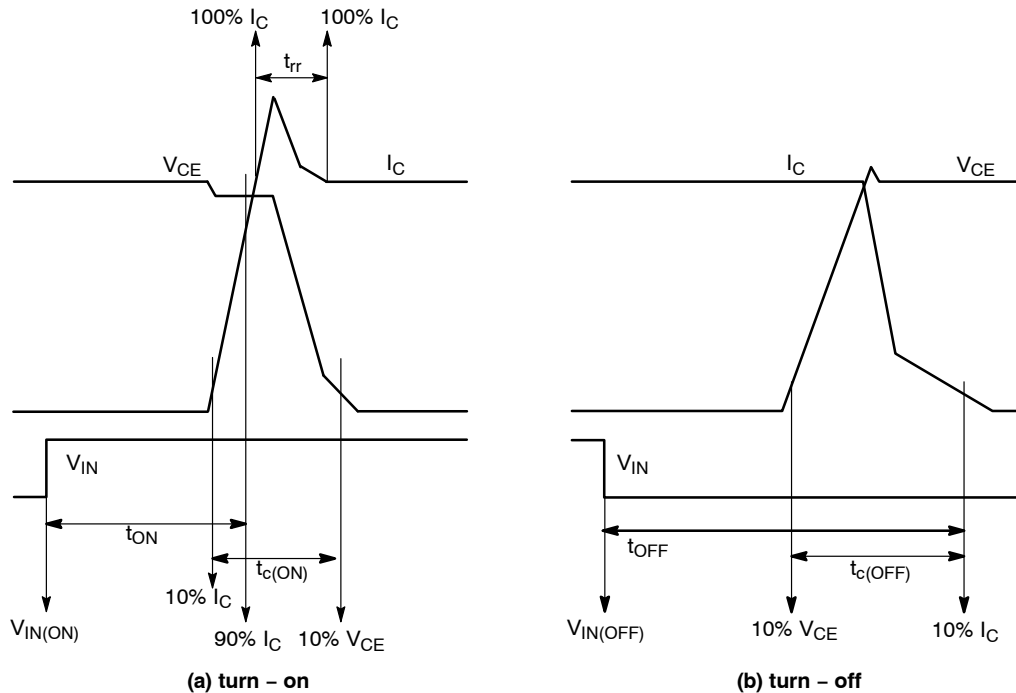 100% I_C 100% I_C
t_rr
V_CE I_C
I_C V_CE
V_IN
V_IN
t_ON
t_OFF
t_c(ON)
t_c(OFF)
10% I_C
V_IN(ON)
90% I_C 10% V_CE
V_IN(OFF)
10% V_CE
10% I_C
(a) turn – on
(b) turn – off